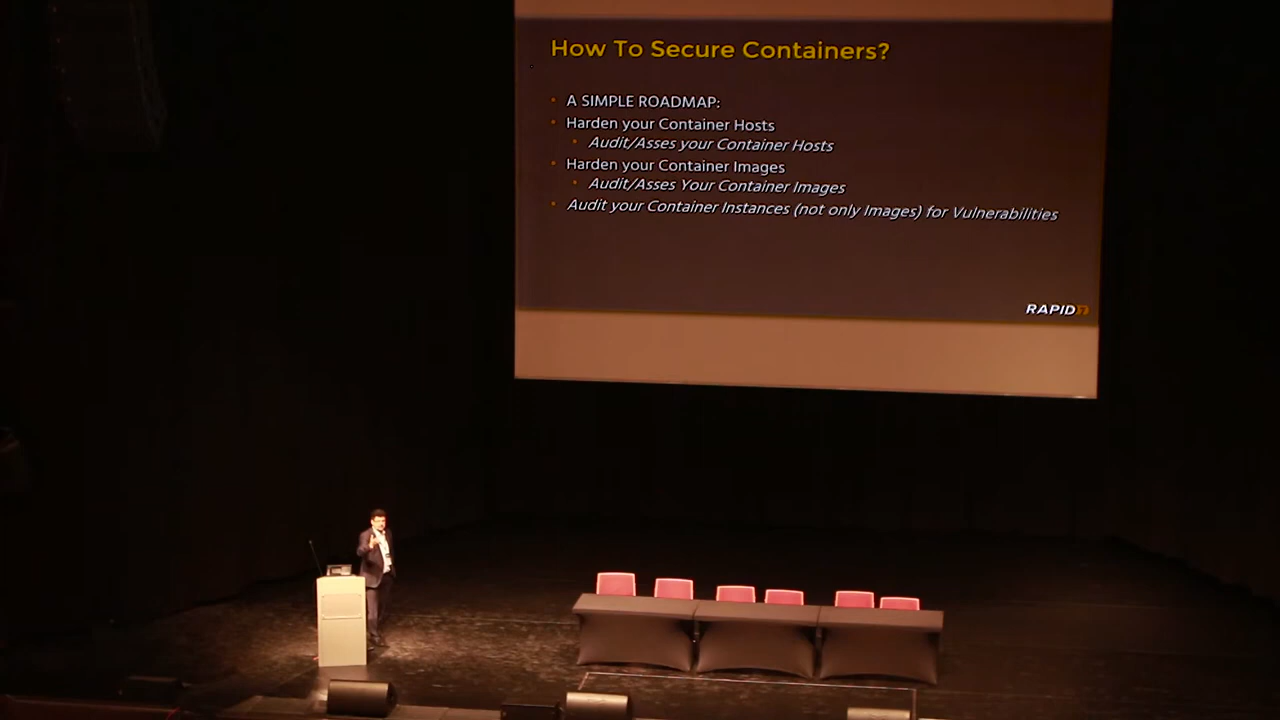 How To Secure Containers?
A SIMPLE ROADMAP:
Harden your Container Hosts
Audit/Asses your Container Hosts
Harden your Container Images
Audit/Asses Your Container Images
Audit your Container Instances (not only Images) for Vulnerabilities
RAPID7